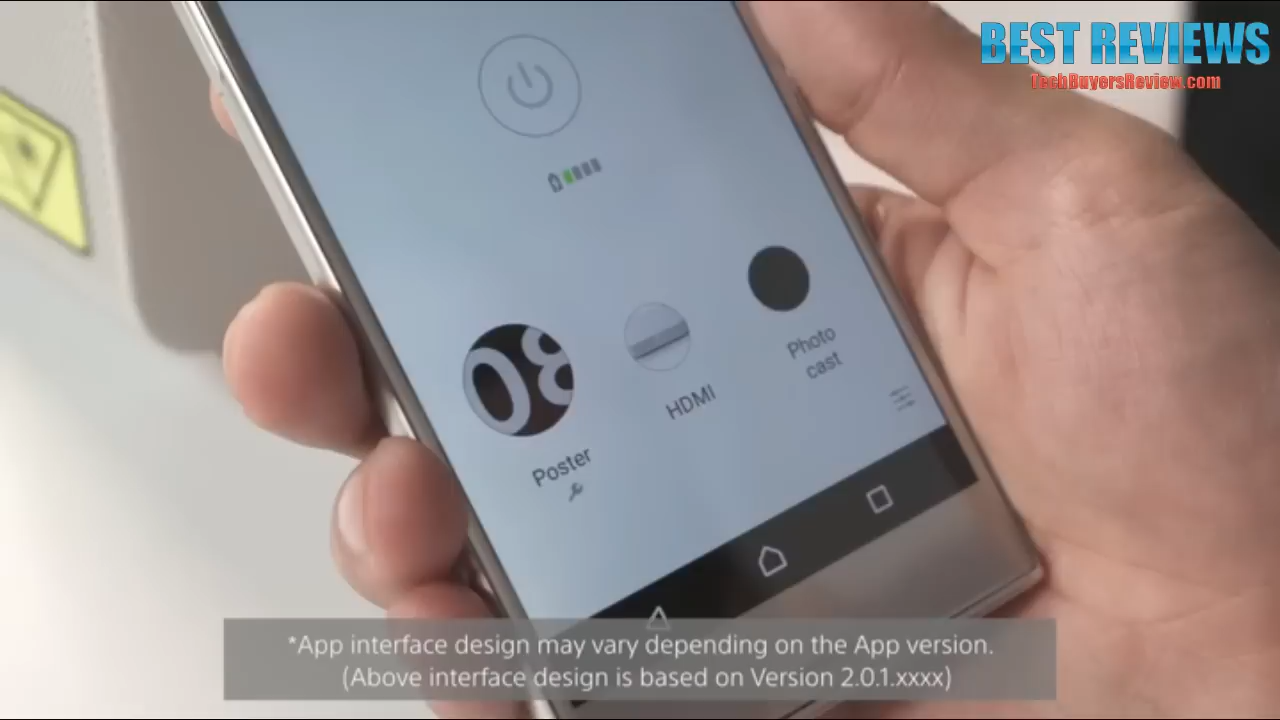 BEST REVIEWS
TechBuyersReview.com
08
Poster
HDMI
Photo
cast
*App interface design may vary depending on the App version.
(Above interface design is based on Version 2.0.1.xxxx)